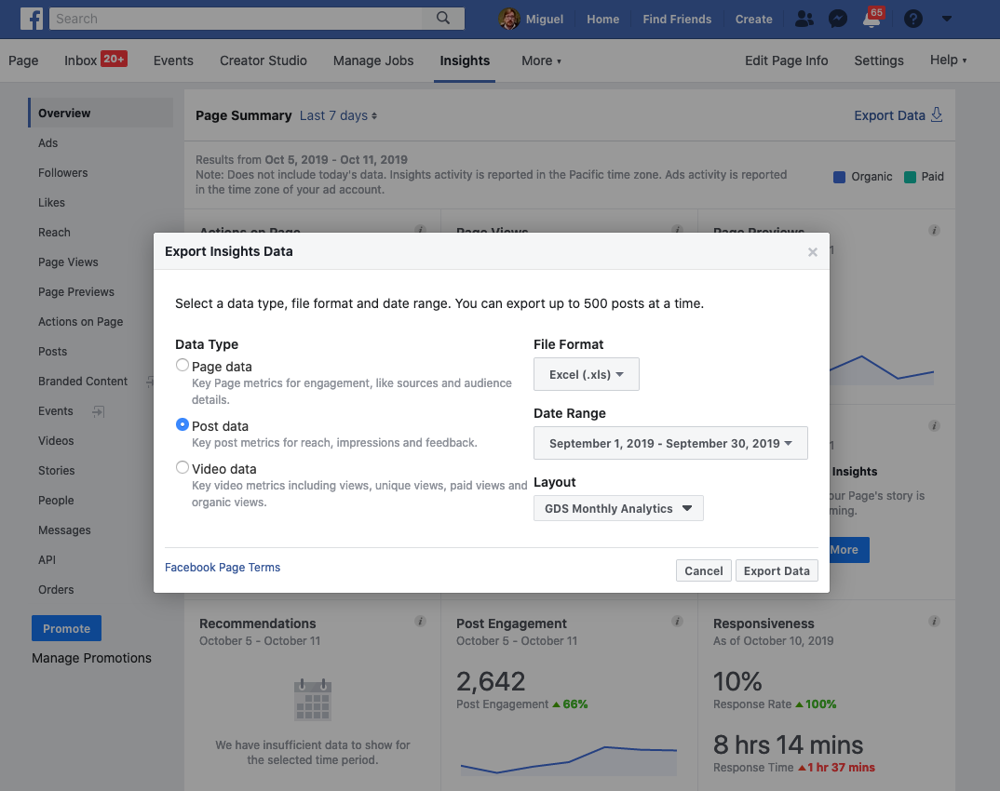 f
Search
Miguel
Home
Find Friends
Create
65
?
Page
Inbox
20+
Events
Creator Studio
Manage Jobs
Insights
More
Edit Page Info
Settings
Help
Overview
Ads
Followers
Likes
Reach
Page Views
Page Previews
Actions on Page
Posts
Branded Content
Events
Videos
Stories
People
Messages
API
Orders
Promote
Manage Promotions
Page Summary
Last 7 days
Export Data
Results from Oct 5, 2019 - Oct 11, 2019
Note: Does not include today's data. Insights activity is reported in the Pacific time zone. Ads activity is reported
in the time zone of your ad account.
Organic
Paid
Actions on Page
i
Page Views
i
Page Previews
i
1
Export Insights Data
×
Select a data type, file format and date range. You can export up to 500 posts at a time.
Data Type
Page data
Key Page metrics for engagement, like sources and audience
details.
Post data
Key post metrics for reach, impressions and feedback.
Video data
Key video metrics including views, unique views, paid views and
organic views.
File Format
Excel (.xls)
Date Range
September 1, 2019 - September 30, 2019
Layout
GDS Monthly Analytics
Facebook Page Terms
Cancel
Export Data
i
1
Insights
our Page's story is
ming.
More
Recommendations
i
October 5 - October 11
We have insufficient data to show for
the selected time period.
Post Engagement
i
October 5 - October 11
2,642
Post Engagement
66%
Responsiveness
i
As of October 10, 2019
10%
Response Rate
100%
8 hrs 14 mins
Response Time
1 hr 37 mins